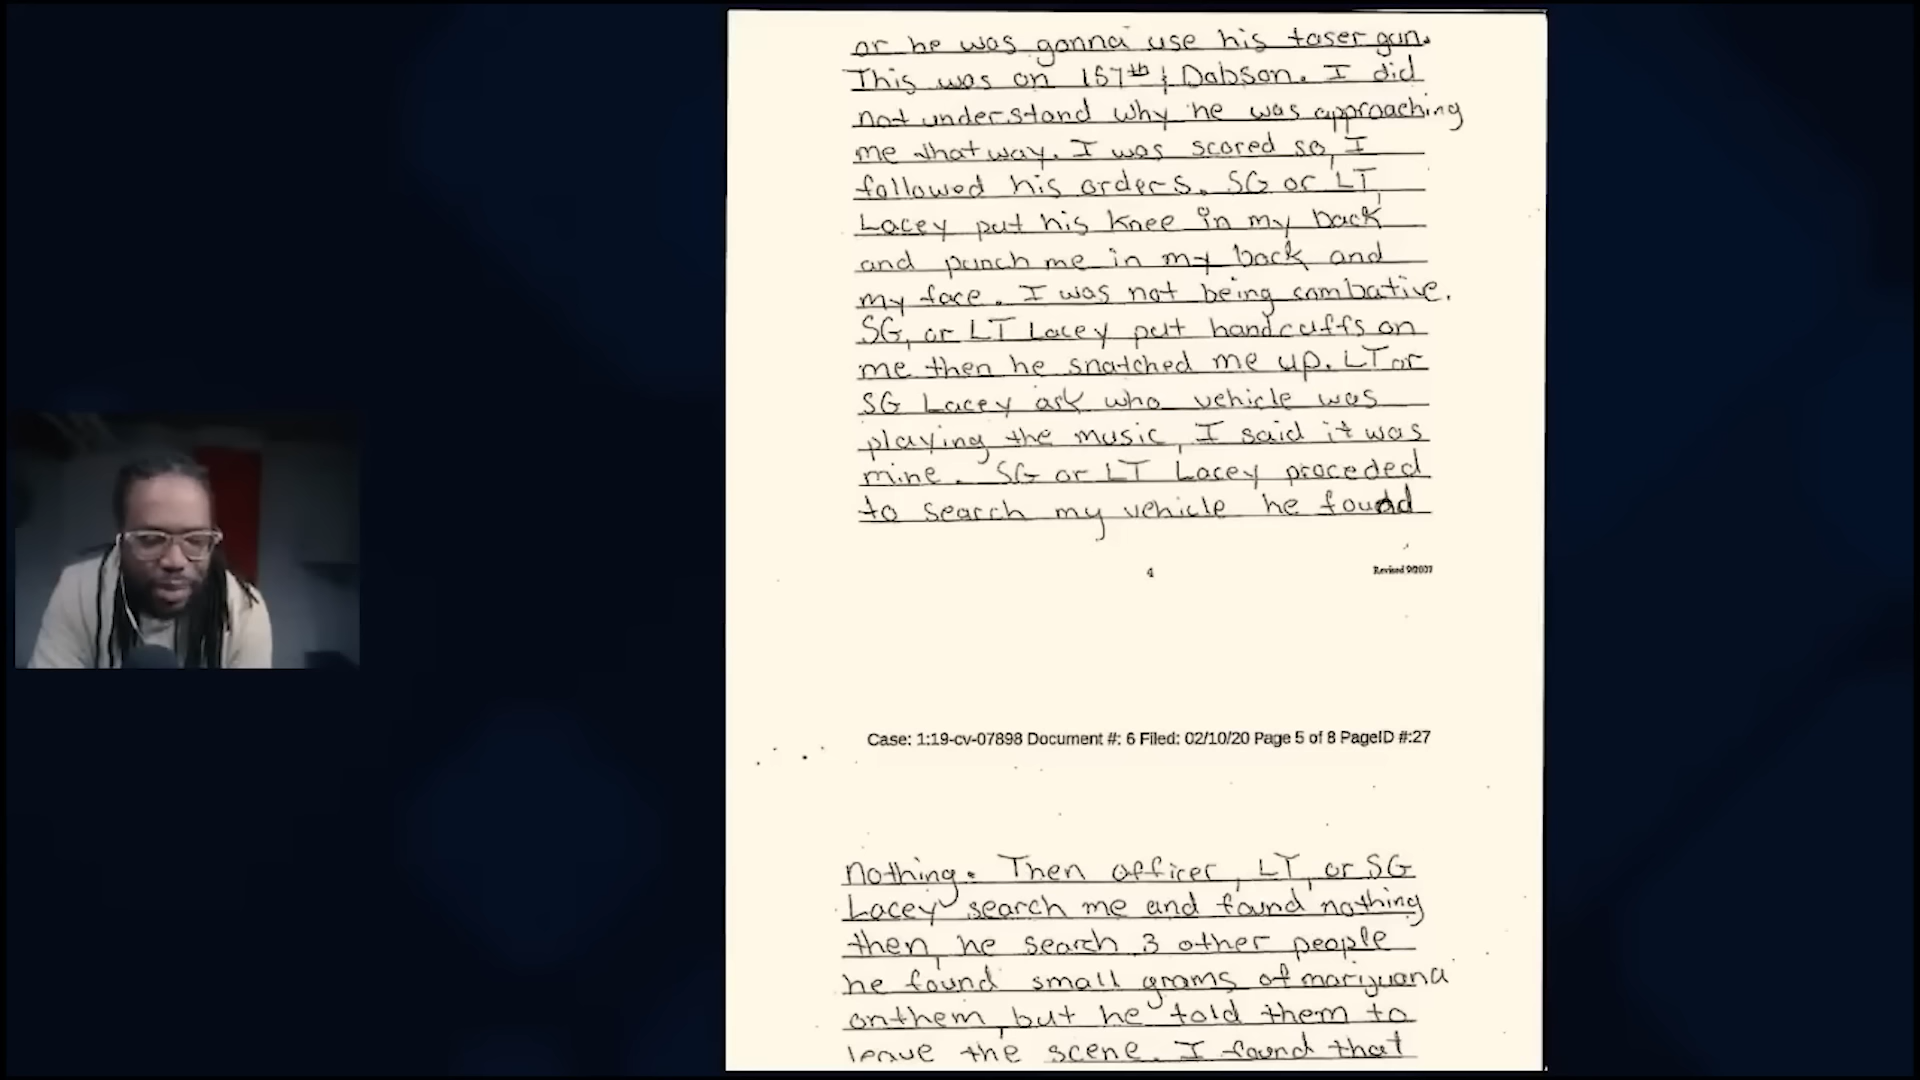 or he was gonna use his taser gun.
This was on 157th & Dobson. I did
not understand why he was approaching
me that way. I was scored so, I
followed his orders. SG or LT,
Lacey put his knee in my back
and punch me in my back and
my face. I was not being combative.
SG, or LT Lacey put handcuffs on
me then he snatched me up. LT or
SG Lacey ask who vehicle was
playing the music, I said it was
mine. SG or LT Lacey proceded
to search my vehicle he found
4
Revised 9/2007
Case: 1:19-cv-07898 Document #: 6 Filed: 02/10/20 Page 5 of 8 PageID #:27
nothing. Then officer, LT, or SG
Lacey search me and found nothing
then, he search 3 other people
he found small grams of marijuana
onthem, but he told them to
leave the scene. I found that